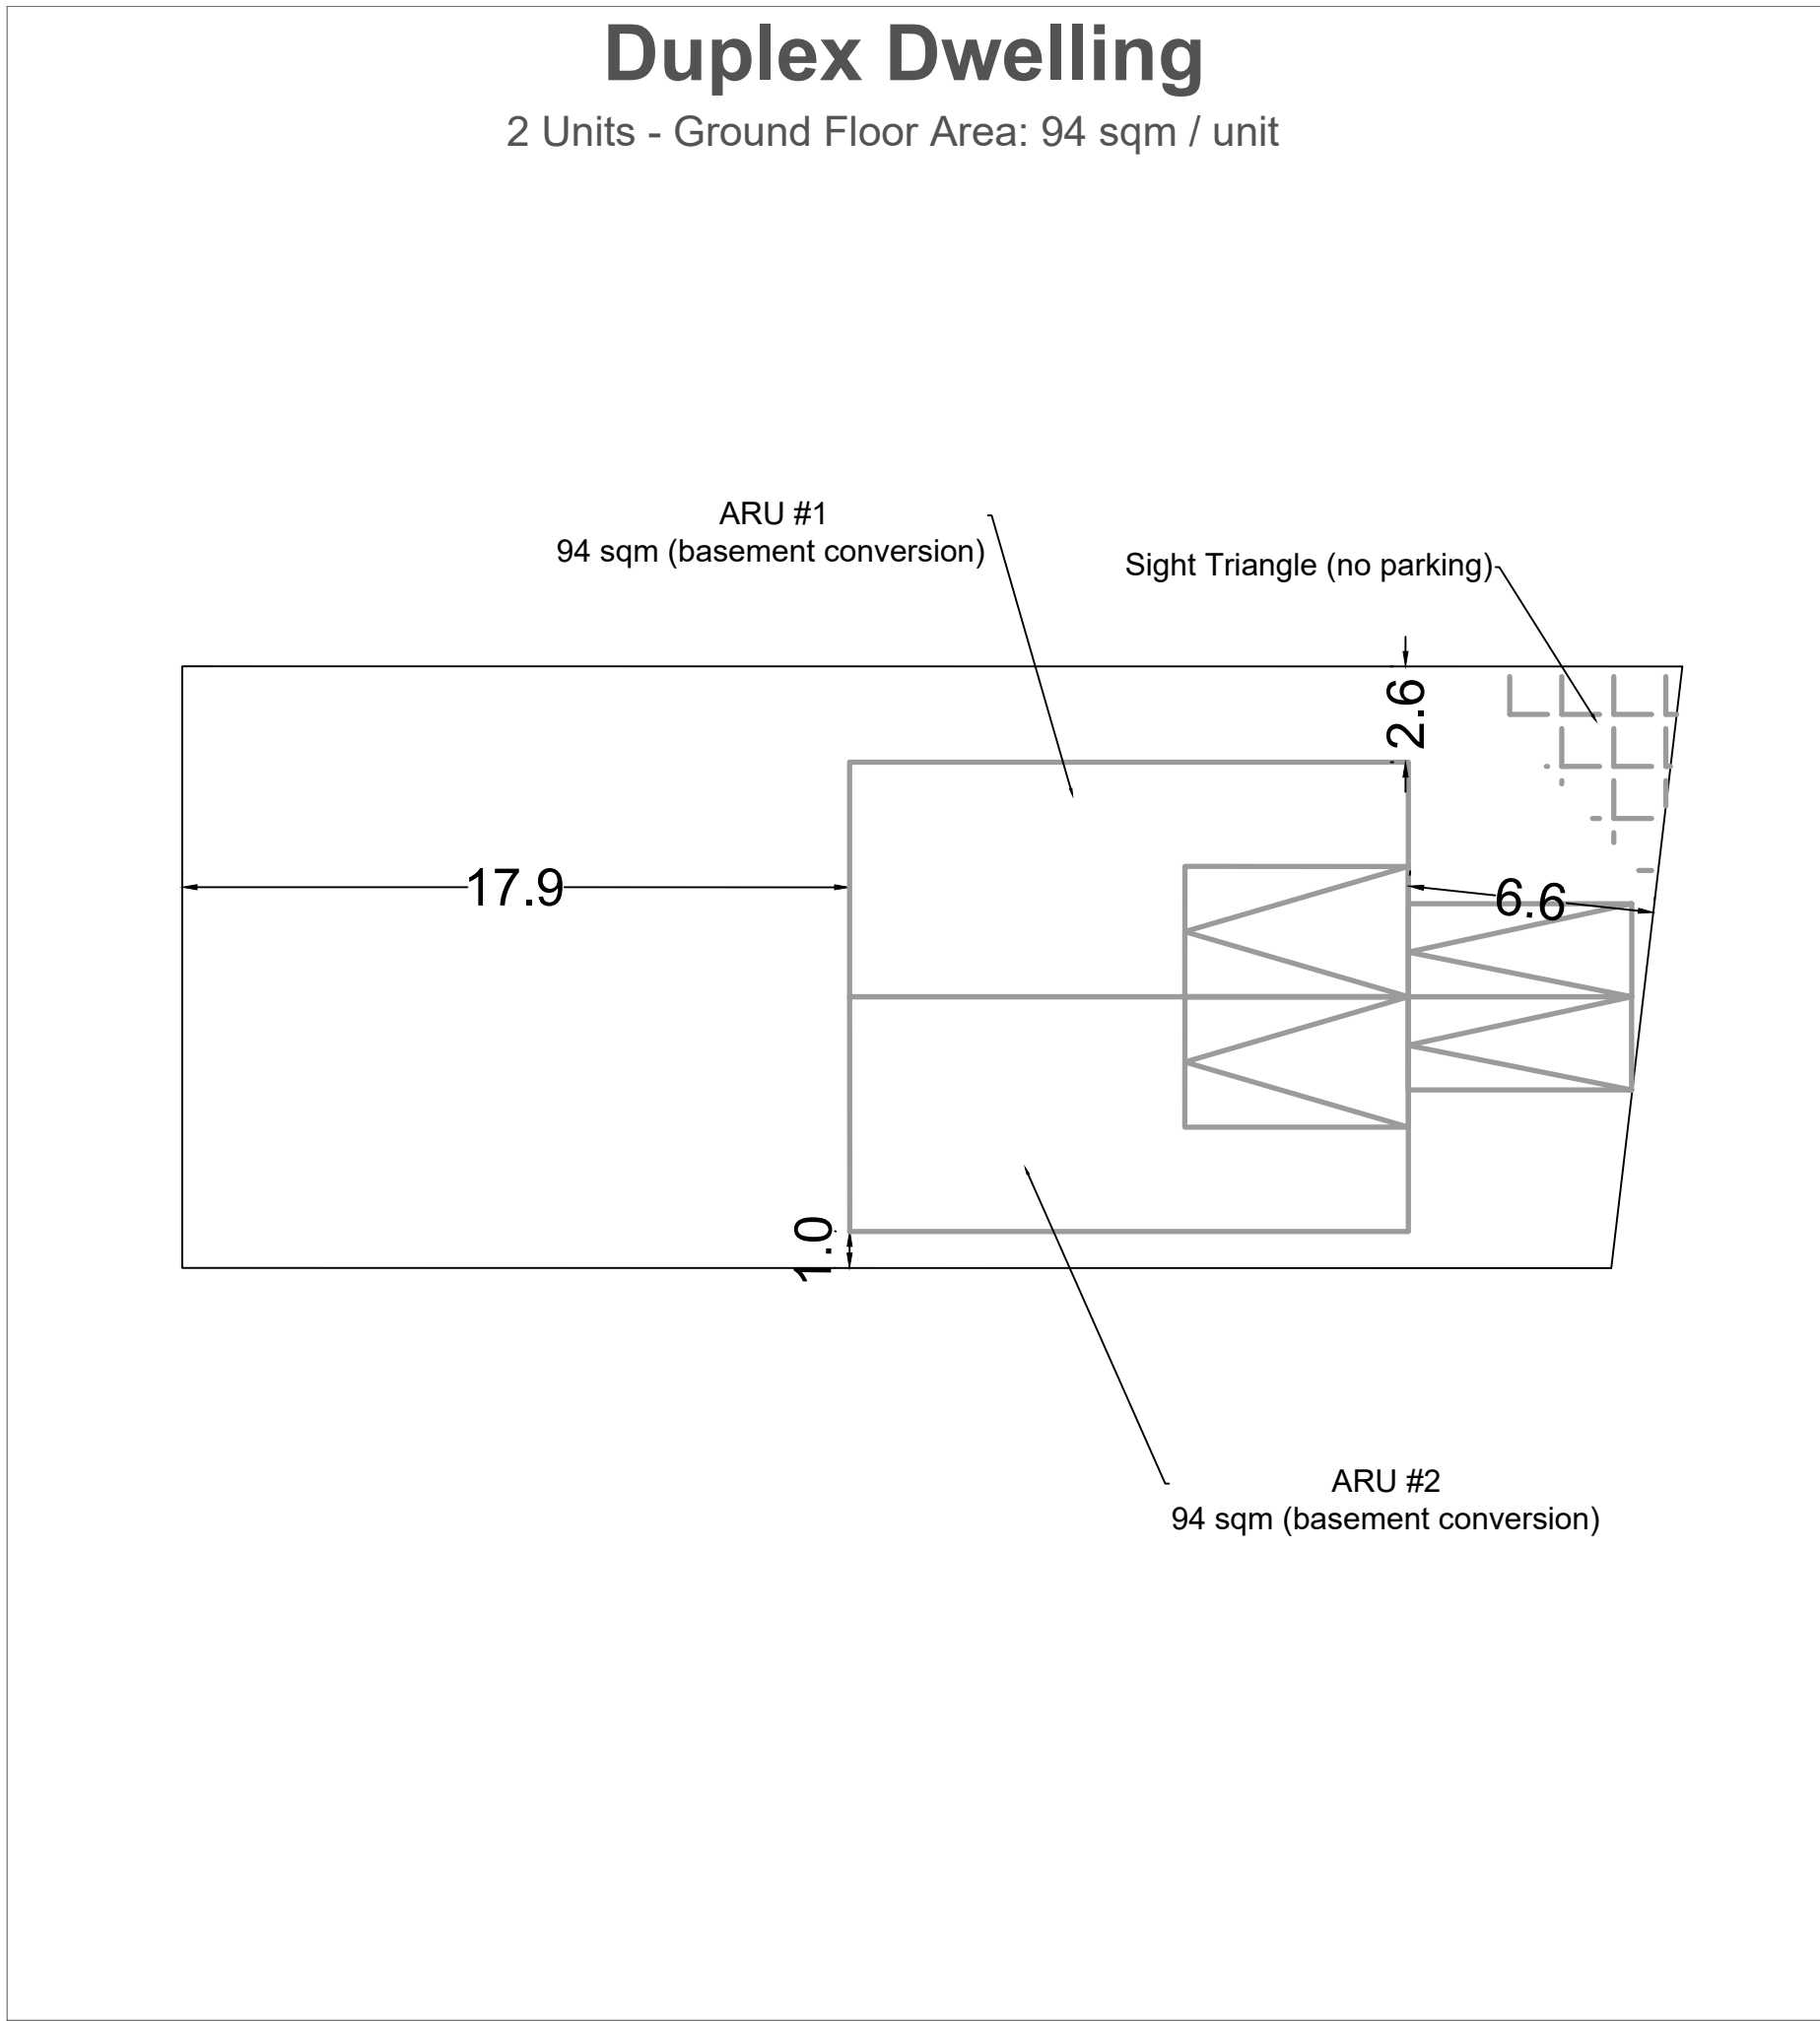 Duplex Dwelling
2 Units - Ground Floor Area: 94 sqm / unit
ARU #1
94 sqm (basement conversion)
Sight Triangle (no parking)
2.6
17.9
6.6
1.0
ARU #2
94 sqm (basement conversion)